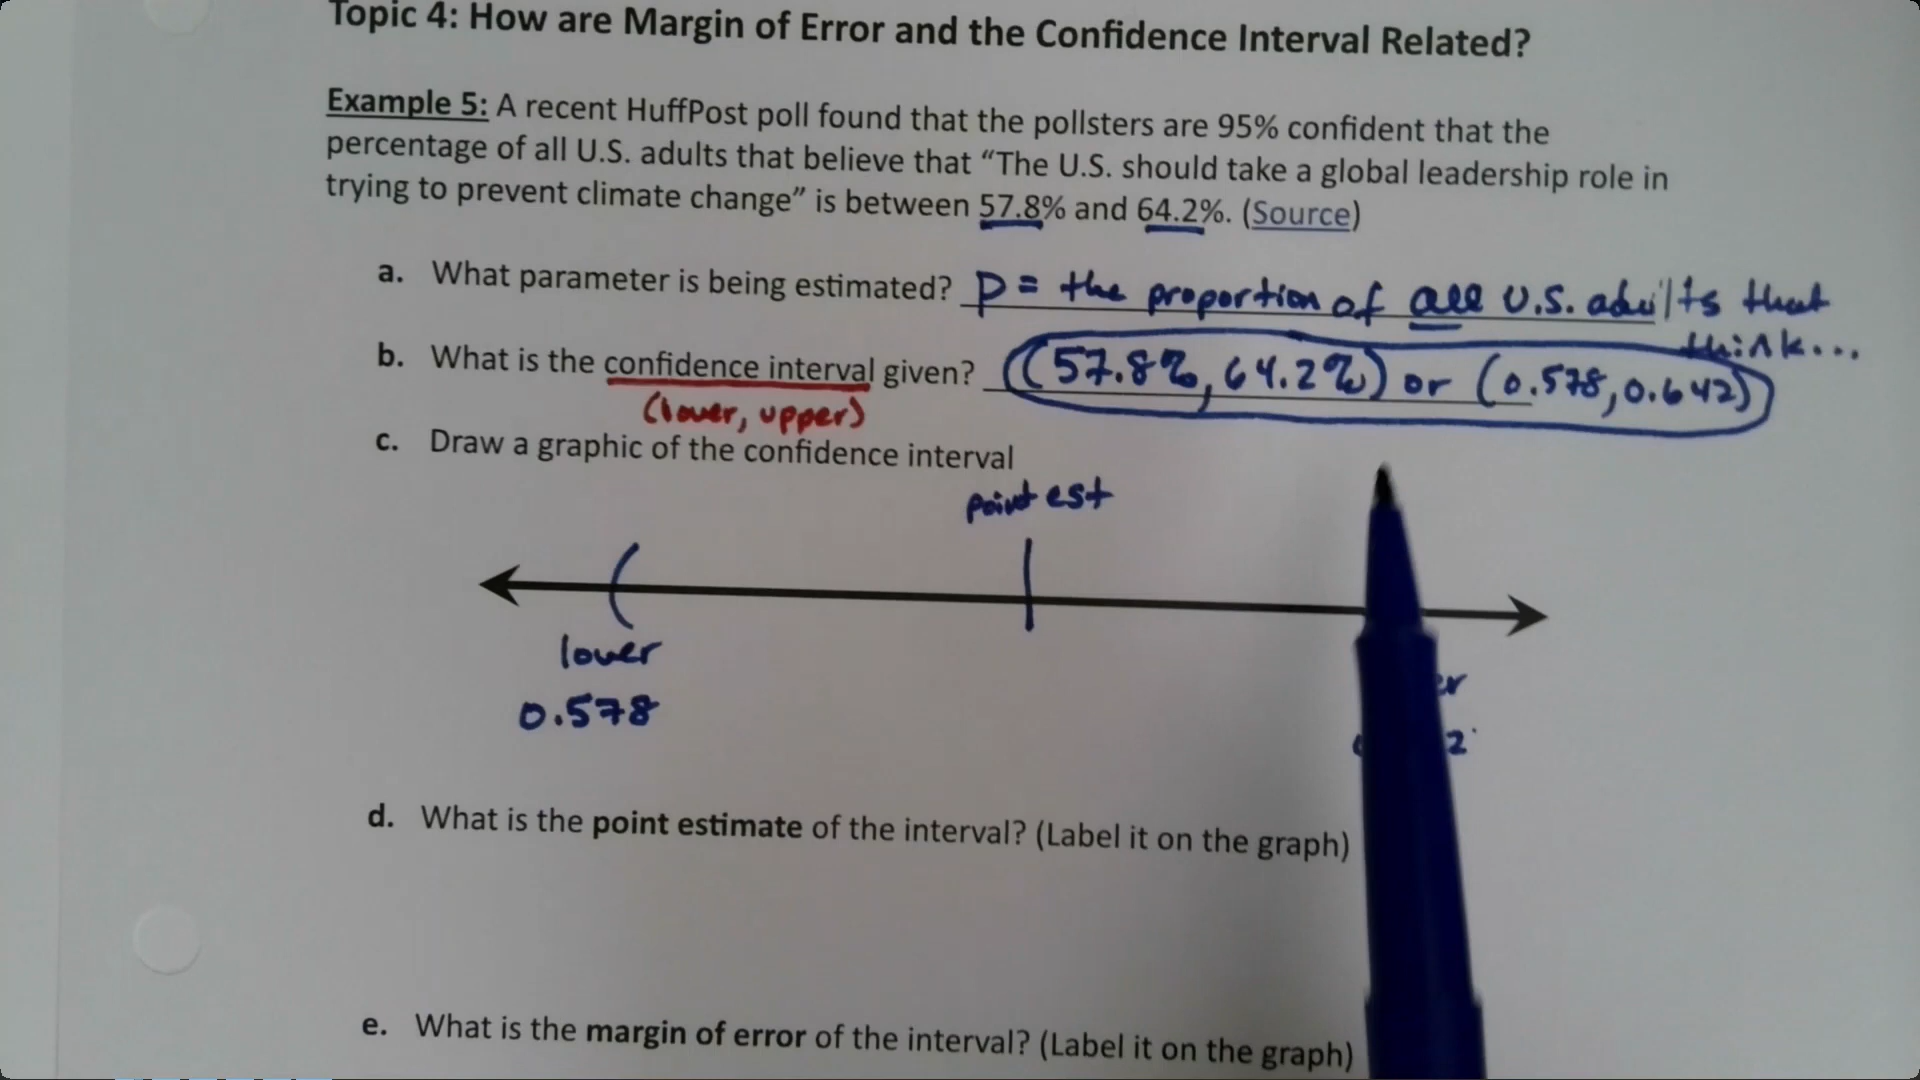 Topic 4: How are Margin of Error and the Confidence Interval Related?
Example 5: A recent HuffPost poll found that the pollsters are 95% confident that the
percentage of all U.S. adults that believe that “The U.S. should take a global leadership role in
trying to prevent climate change” is between 57.8% and 64.2%. (Source)
a. What parameter is being estimated? p = the proportion of all U.S. adults that
think...
b. What is the confidence interval given? (57.8%, 64.2%) or (0.578, 0.642)
(lower, upper)
c. Draw a graphic of the confidence interval
point est
lower
0.578
d. What is the point estimate of the interval? (Label it on the graph)
e. What is the margin of error of the interval? (Label it on the graph)